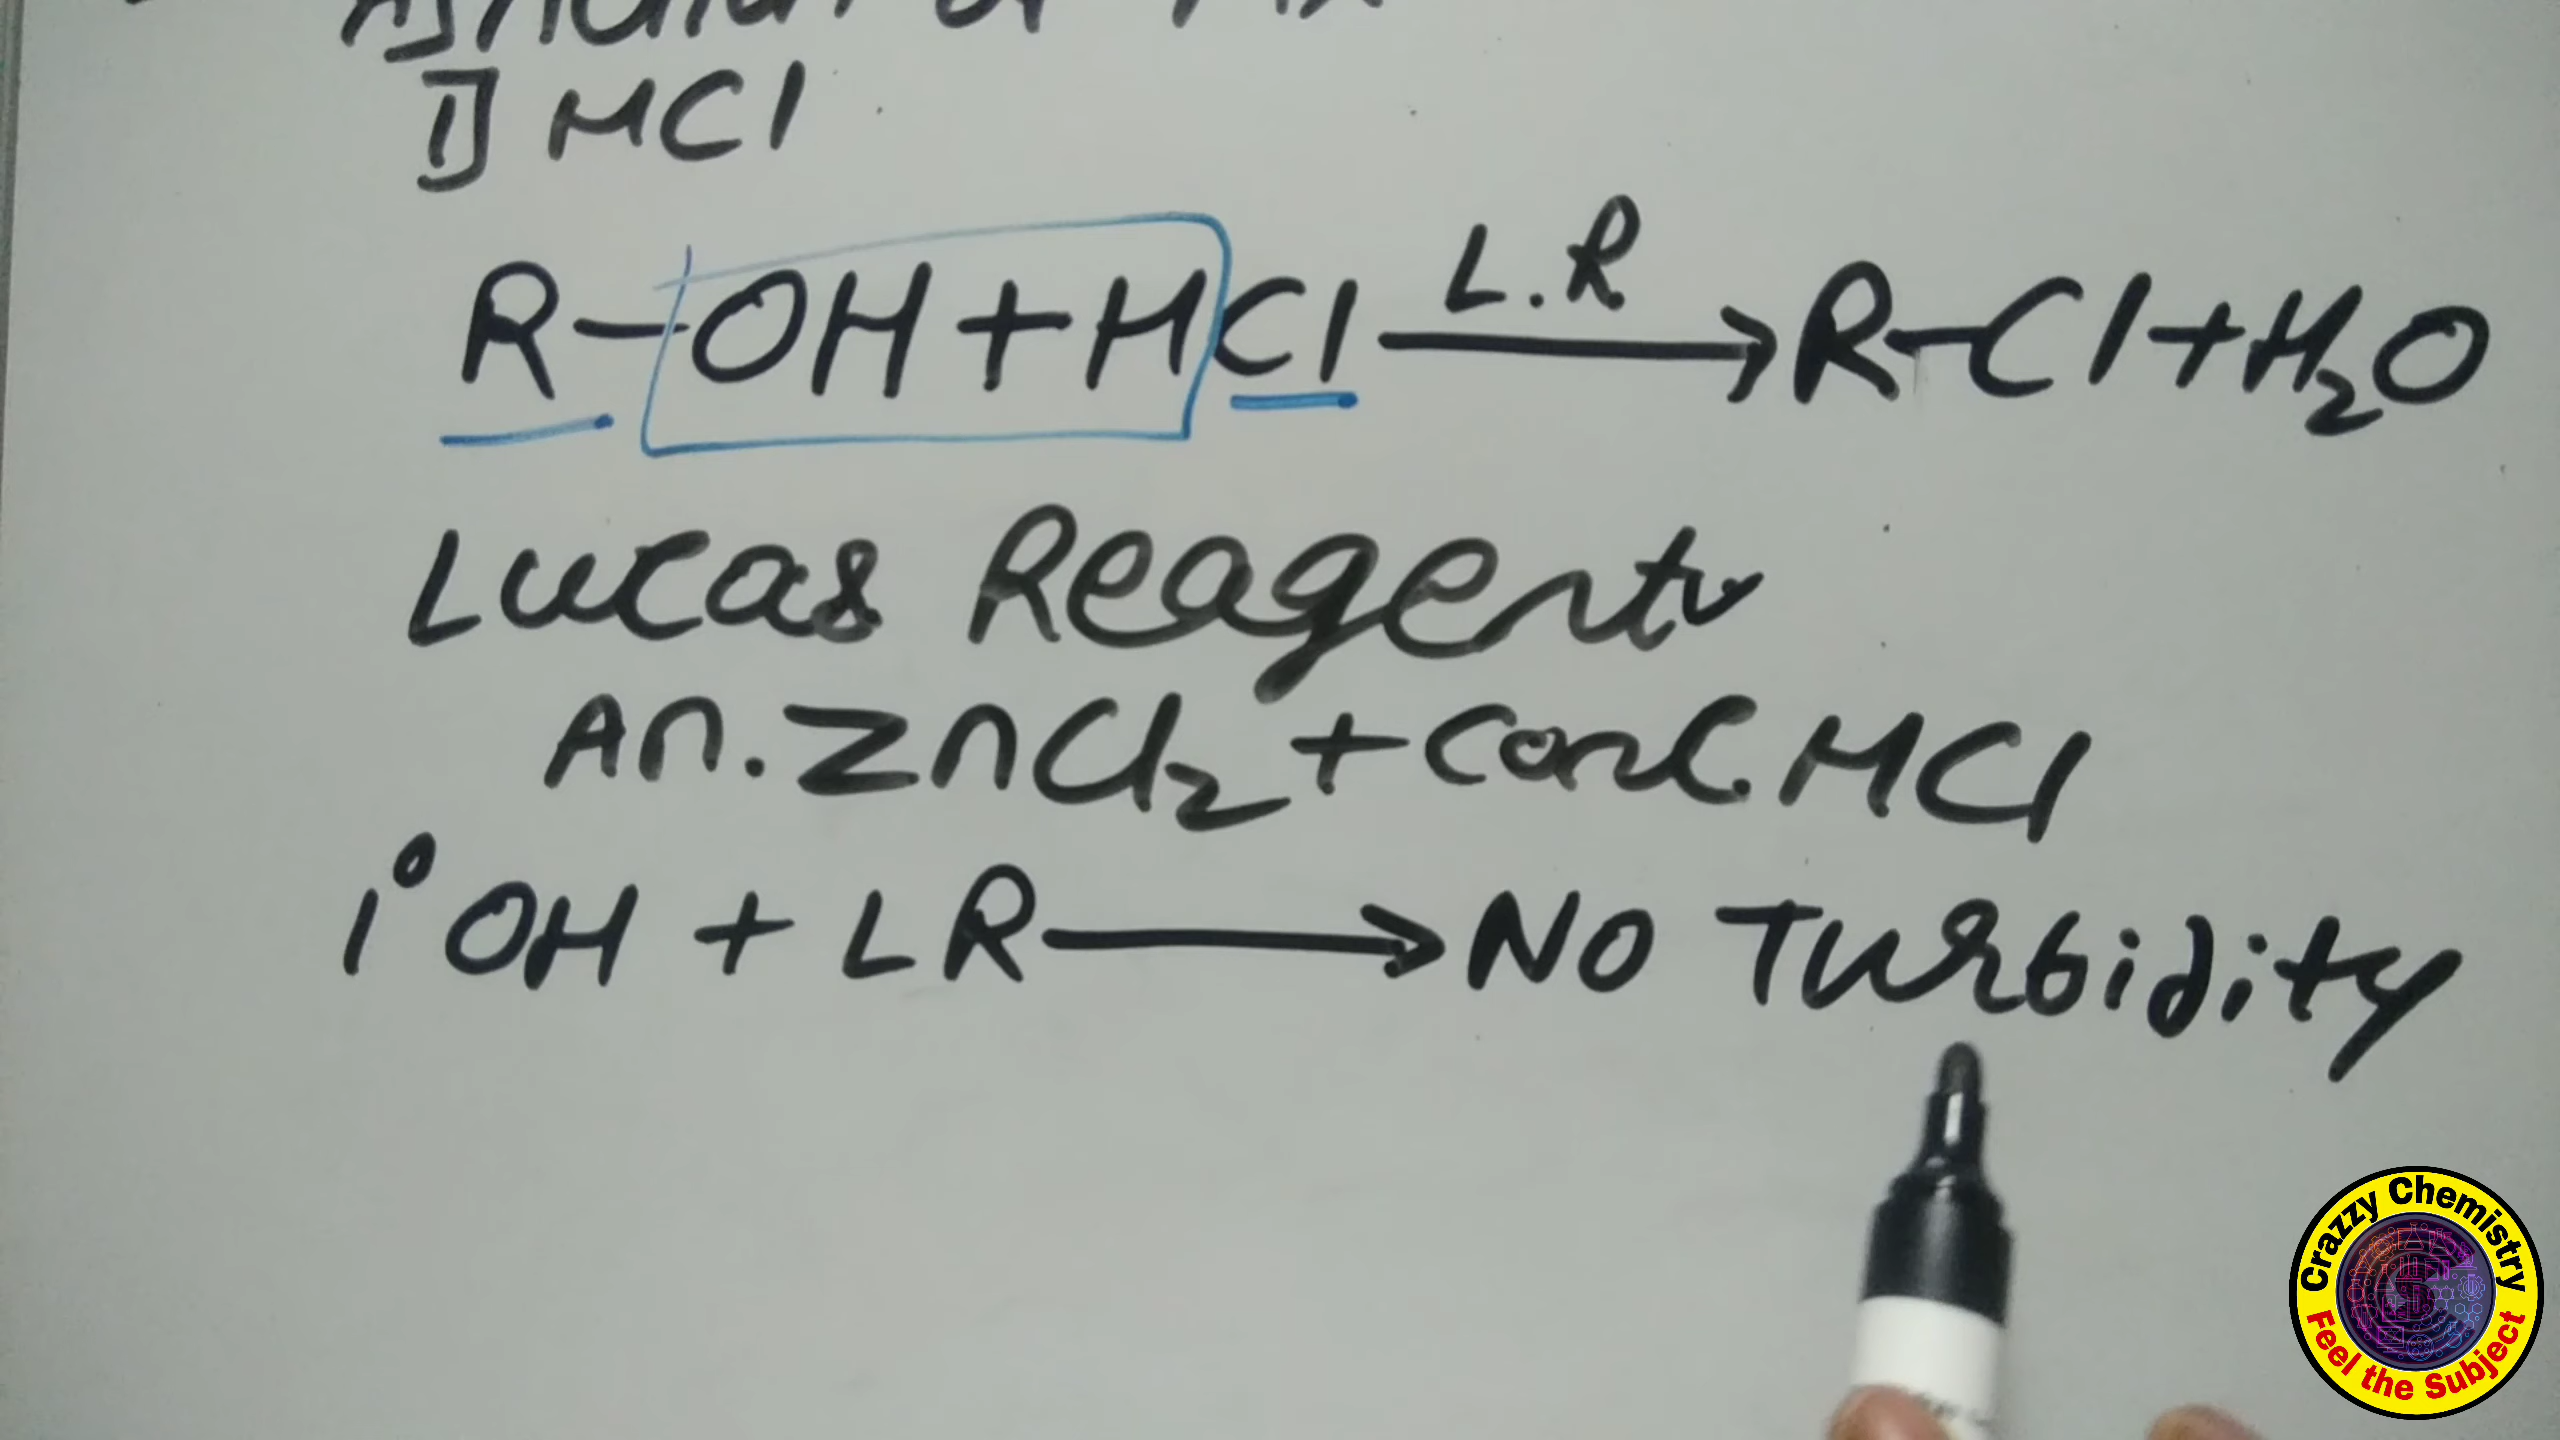 I] HCl
R-OH + HCl L.R → R-Cl + H₂O
Lucas Reagent
An. ZnCl₂ + Conc. HCl
1° OH + LR → NO Turbidity
Crazzy Chemistry
Feel the Subject